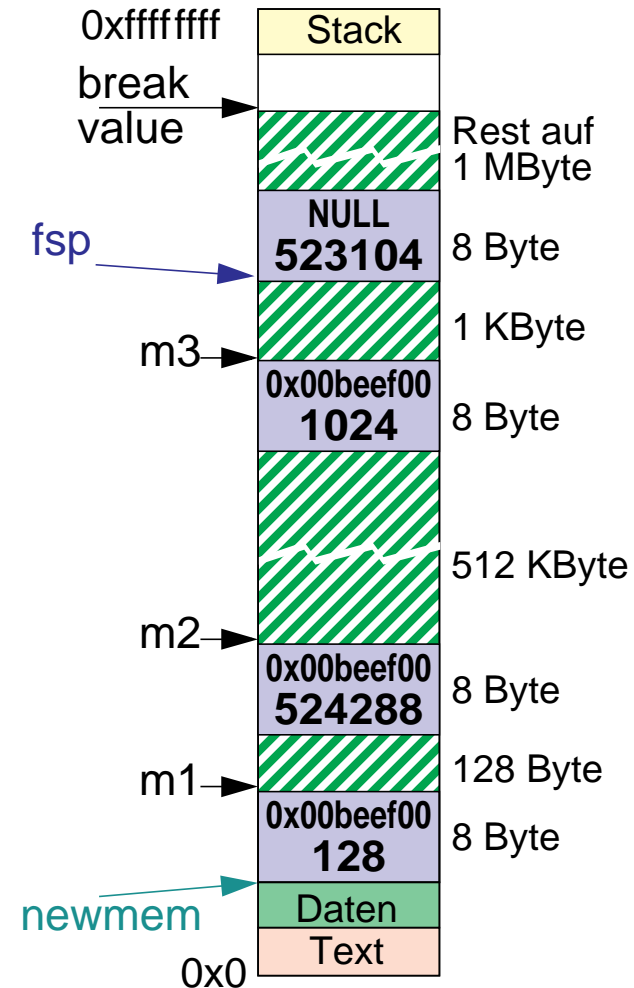 0xffffffff
Stack
break
value
Rest auf
1 MByte
NULL
523104
8 Byte
fsp
1 KByte
m3
0x00beef00
1024
8 Byte
512 KByte
m2
0x00beef00
524288
8 Byte
128 Byte
m1
0x00beef00
128
8 Byte
newmem
Daten
Text
0x0